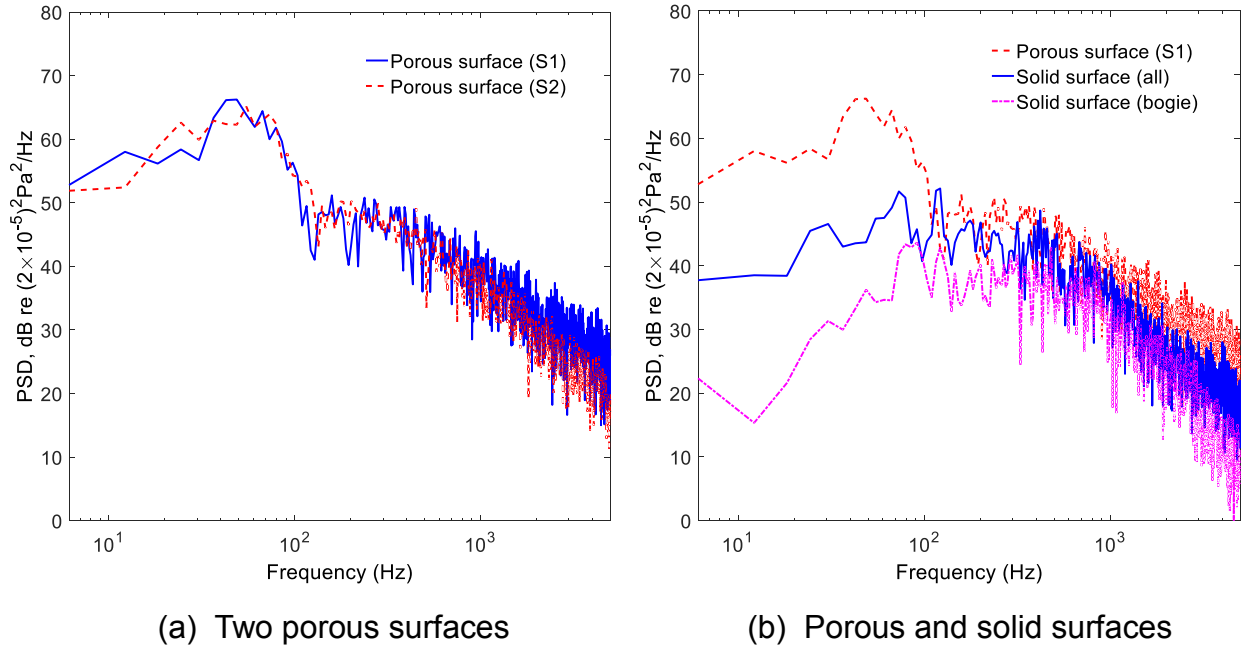 80
70
60
50
40
30
20
10
0
PSD, dB re (2×10⁻⁵)²Pa²/Hz
Porous surface (S1)
Porous surface (S2)
10¹
10²
10³
Frequency (Hz)
(a) Two porous surfaces
80
70
60
50
40
30
20
10
0
PSD, dB re (2×10⁻⁵)²Pa²/Hz
Porous surface (S1)
Solid surface (all)
Solid surface (bogie)
10¹
10²
10³
Frequency (Hz)
(b) Porous and solid surfaces